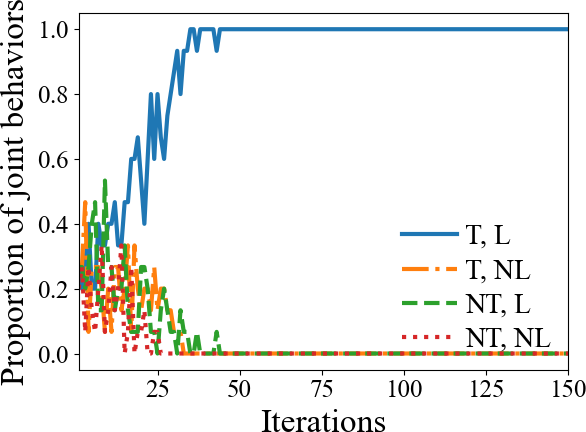 Proportion of joint behaviors
1.0
0.8
0.6
0.4
0.2
0.0
T, L
T, NL
NT, L
NT, NL
25 50 75 100 125 150
Iterations